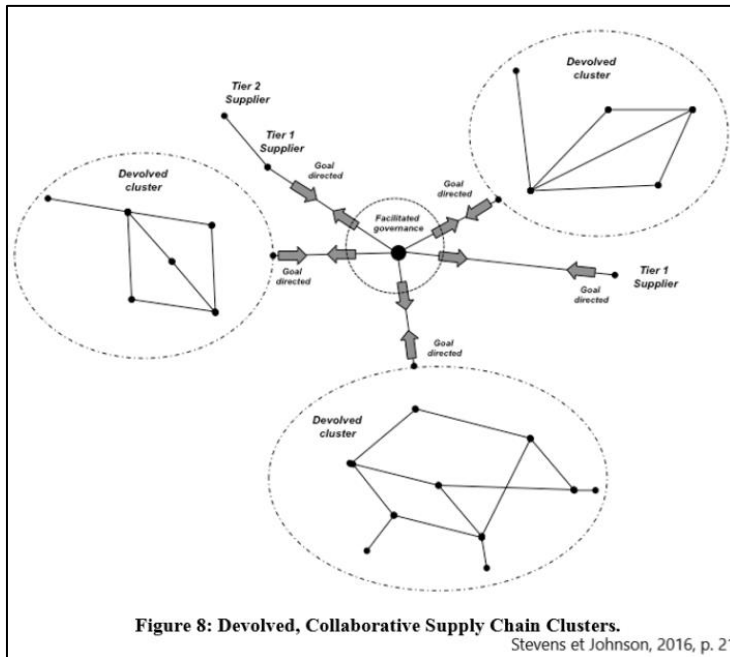 Devolved
cluster
Tier 2
Supplier
Tier 1
Supplier
Goal
directed
Devolved
cluster
Goal
directed
Facilitated
governance
Goal
directed
Tier 1
Supplier
Goal
directed
Goal
directed
Devolved
cluster
Figure 8: Devolved, Collaborative Supply Chain Clusters.
Stevens et Johnson, 2016, p. 21